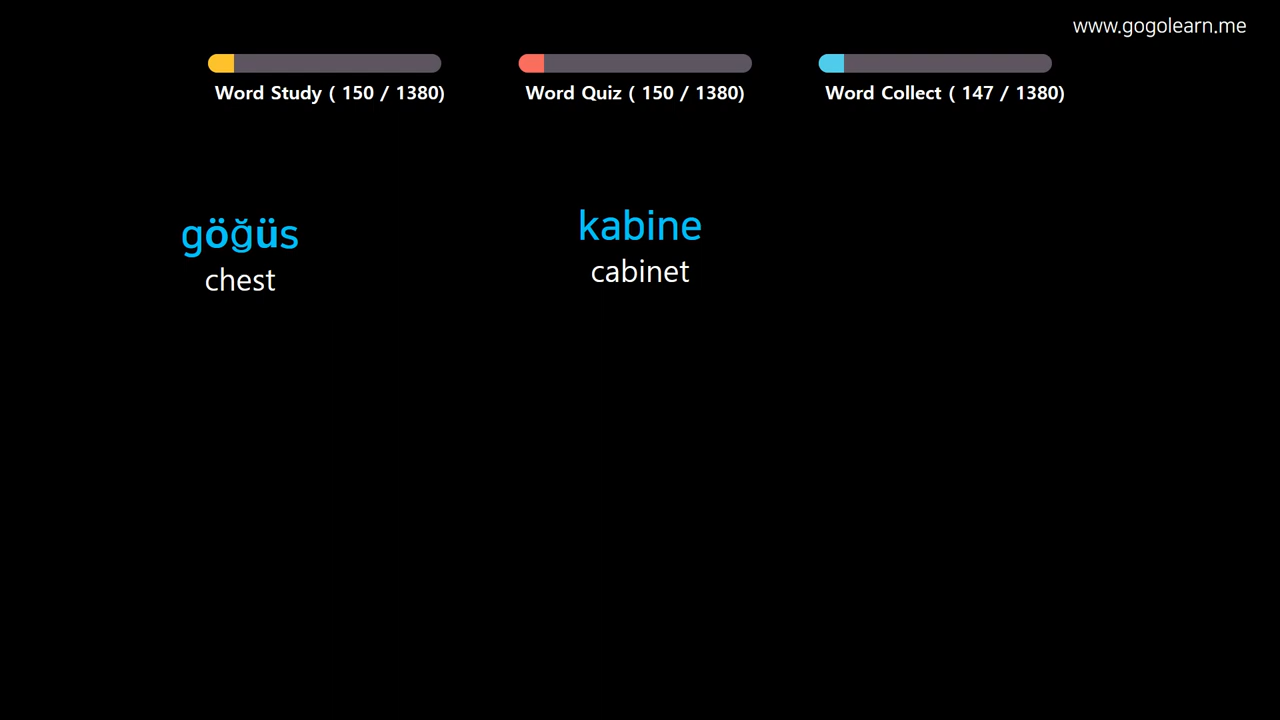 www.gogolearn.me
Word Study ( 150 / 1380)
Word Quiz ( 150 / 1380)
Word Collect ( 147 / 1380)
göğüs
chest
kabine
cabinet